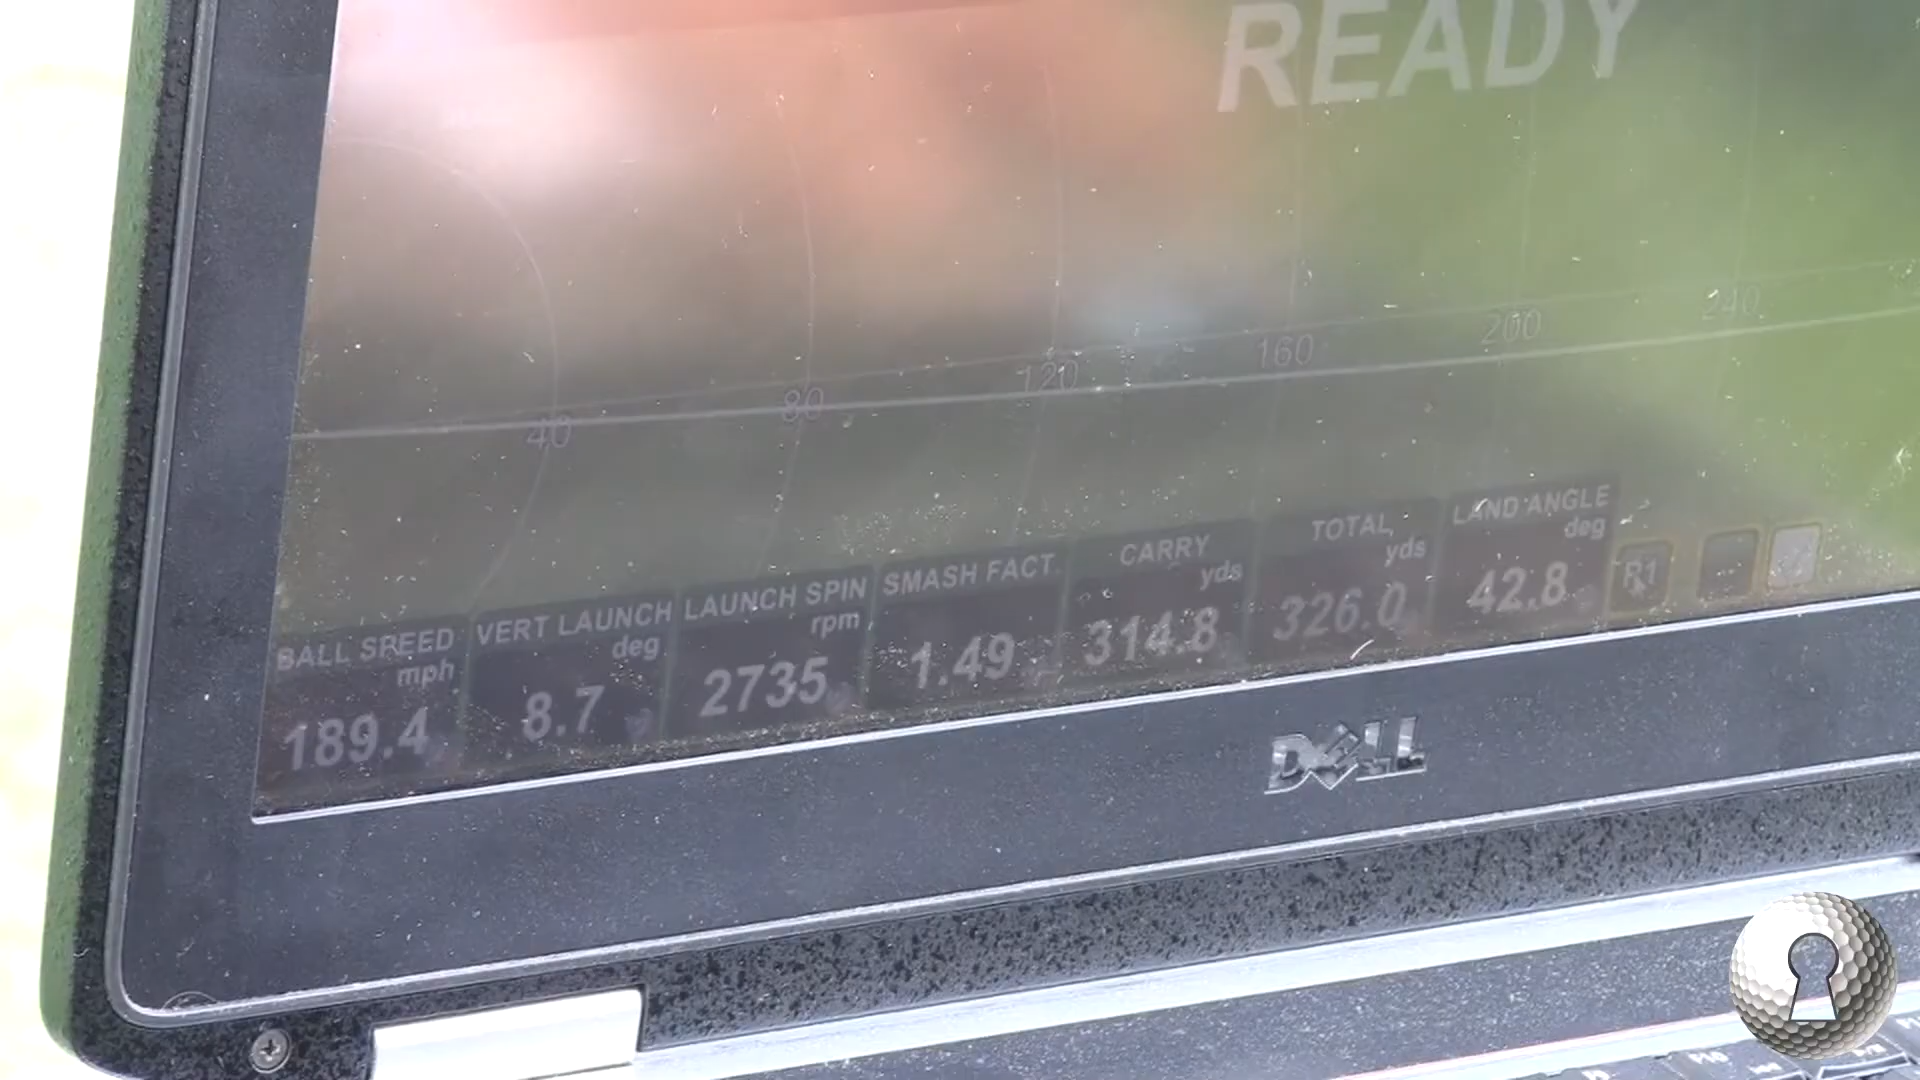 READY
40 80 120 160 200 240
BALL SPEED
mph
189.4
VERT LAUNCH
deg
8.7
LAUNCH SPIN
rpm
2735
SMASH FACT.
1.49
CARRY
yds
314.8
TOTAL
yds
326.0
LAND ANGLE
deg
42.8
R1
DELL
F10